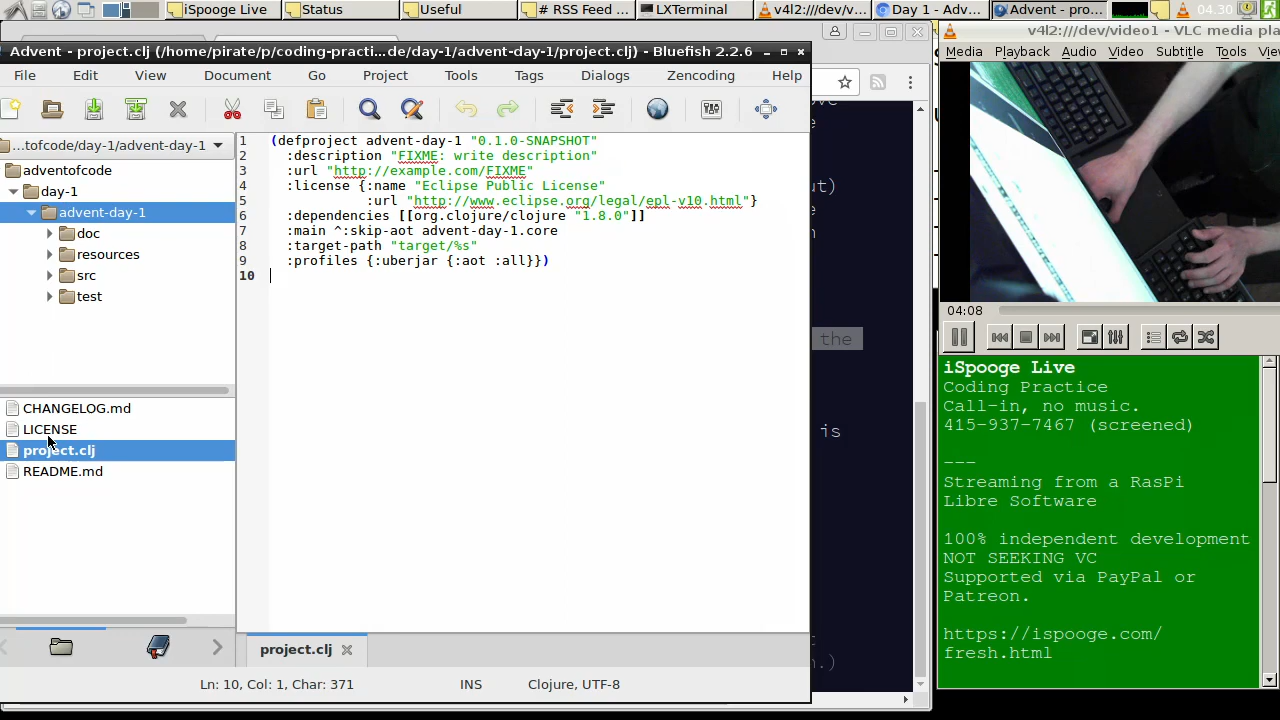 iSpooge Live
Status
Useful
# RSS Feed ...
LXTerminal
v4l2:///dev/v...
Day 1 - Adv...
Advent - pro...
04.30
Advent - project.clj (/home/pirate/p/coding-practi...de/day-1/advent-day-1/project.clj) - Bluefish 2.2.6
File Edit View Document Go Project Tools Tags Dialogs Zencoding Help
...tofcode/day-1/advent-day-1
adventofcode
day-1
advent-day-1
doc
resources
src
test
CHANGELOG.md
LICENSE
project.clj
README.md
1 (defproject advent-day-1 "0.1.0-SNAPSHOT"
2 :description "FIXME: write description"
3 :url "http://example.com/FIXME"
4 :license {:name "Eclipse Public License"
5 :url "http://www.eclipse.org/legal/epl-v10.html"}
6 :dependencies [[org.clojure/clojure "1.8.0"]]
7 :main ^:skip-aot advent-day-1.core
8 :target-path "target/%s"
9 :profiles {:uberjar {:aot :all}})
10
project.clj
Ln: 10, Col: 1, Char: 371
INS
Clojure, UTF-8
ut)
the
is
.)
v4l2:///dev/video1 - VLC media pla
Media Playback Audio Video Subtitle Tools Vie
04:08
iSpooge Live
Coding Practice
Call-in, no music.
415-937-7467 (screened)
---
Streaming from a RasPi
Libre Software
100% independent development
NOT SEEKING VC
Supported via PayPal or
Patreon.
https://ispooge.com/
fresh.html